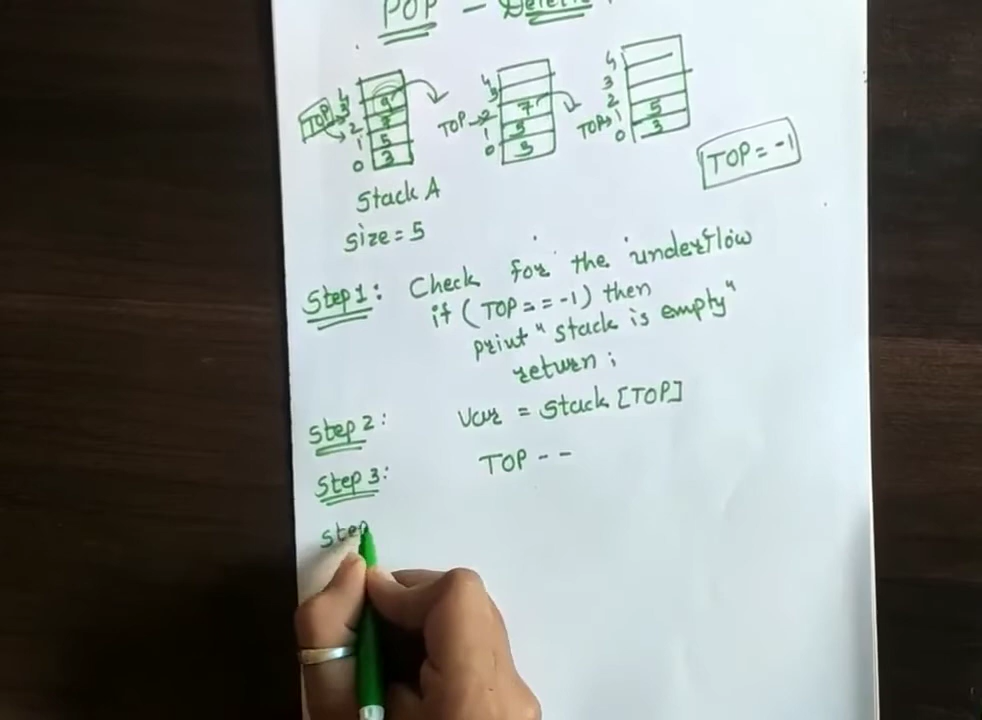 POP - Deletion
4
3
2
1
0
TOP
9
7
5
3
4
3
2
1
0
TOP →
7
5
3
4
3
2
1
0
TOP→
5
3
TOP = -1
Stack A
Size = 5
Step 1: Check for the underflow
if (TOP = = -1) then
print " stack is empty"
return ;
Step 2: Var = Stack [TOP]
Step 3: TOP - -
Step